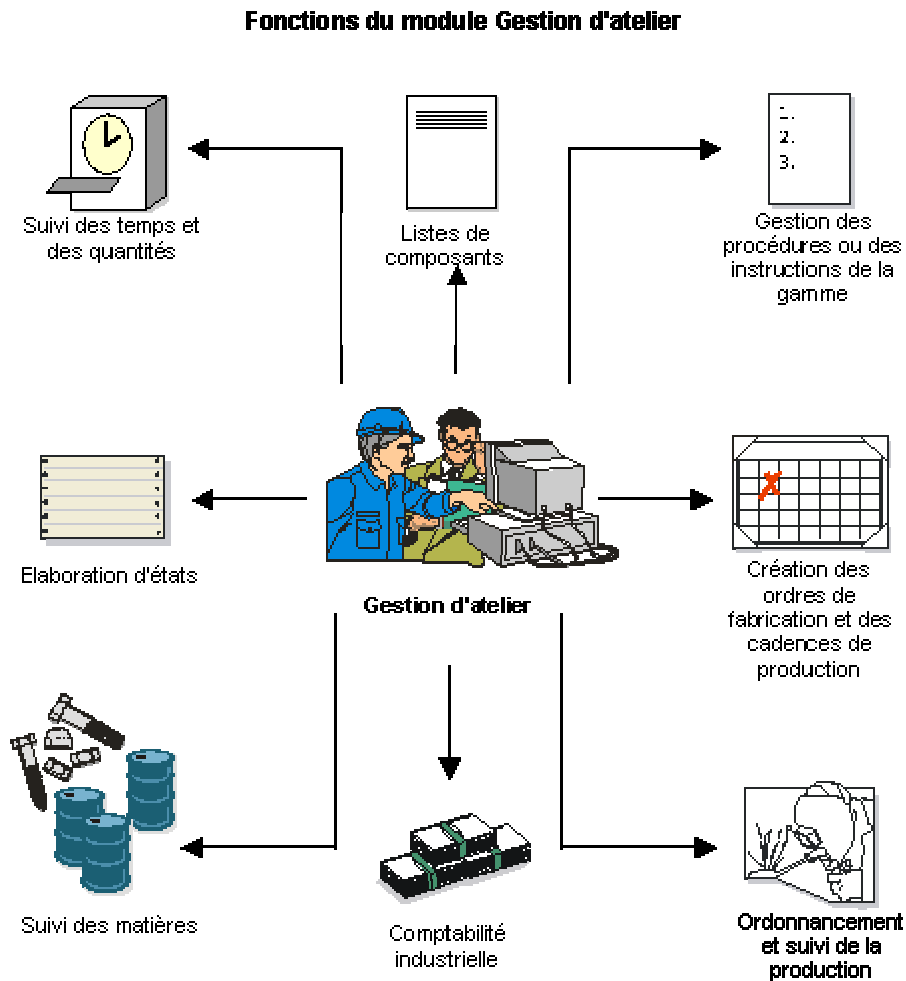 Fonctions du module Gestion d'atelier
Suivi des temps et
des quantités
Listes de
composants
1.
2.
3.
Gestion des
procédures ou des
instructions de la
gamme
Elaboration d'états
Gestion d'atelier
Création des
ordres de
fabrication et des
cadences de
production
Suivi des matières
Comptabilité
industrielle
Ordonnancement
et suivi de la
production